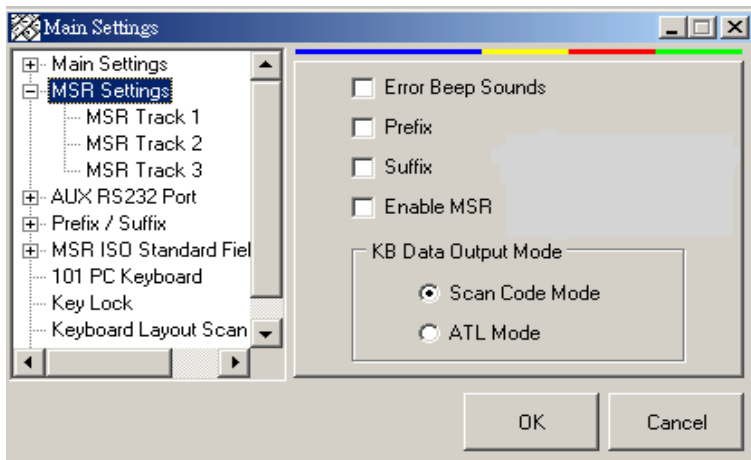 Main Settings
Main Settings
MSR Settings
MSR Track 1
MSR Track 2
MSR Track 3
AUX RS232 Port
Prefix / Suffix
MSR ISO Standard Fiel
101 PC Keyboard
Key Lock
Keyboard Layout Scan
Error Beep Sounds
Prefix
Suffix
Enable MSR
KB Data Output Mode
Scan Code Mode
ATL Mode
OK
Cancel